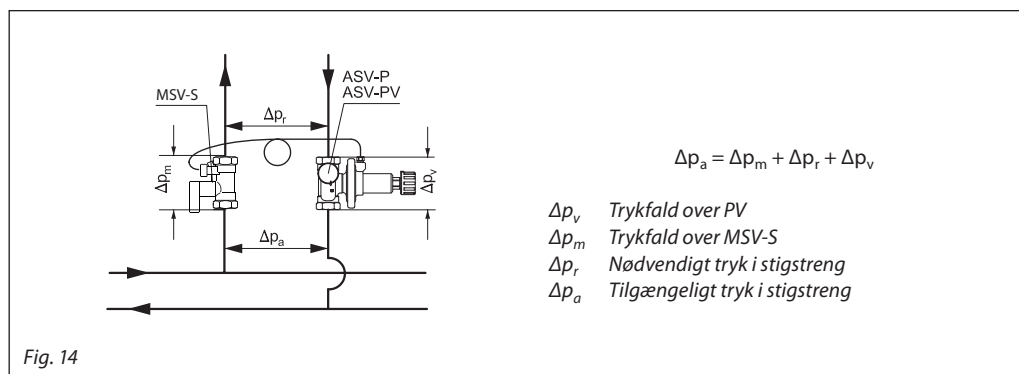 MSV-S
ASV-P
ASV-PV
Δpᵣ
Δpₘ
Δpᵥ
Δpₐ
Δpₐ = Δpₘ + Δpᵣ + Δpᵥ
Δpᵥ Trykfald over PV
Δpₘ Trykfald over MSV-S
Δpᵣ Nødvendigt tryk i stigstreng
Δpₐ Tilgængeligt tryk i stigstreng
Fig. 14